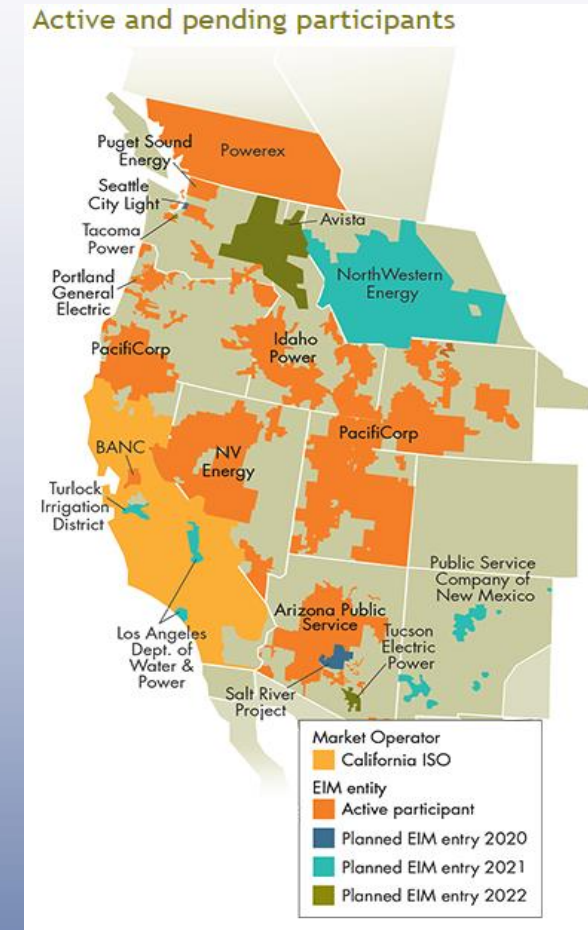 Active and pending participants
Puget Sound
Energy
Powerex
Seattle
City Light
Tacoma
Power
Avista
Portland
General
Electric
NorthWestern
Energy
PacifiCorp
Idaho
Power
PacifiCorp
BANC
NV
Energy
Turlock
Irrigation
District
Public Service
Company of
New Mexico
Los Angeles
Dept. of
Water &
Power
Arizona Public
Service
Tucson
Electric
Power
Salt River
Project
Market Operator
California ISO
EIM entity
Active participant
Planned EIM entry 2020
Planned EIM entry 2021
Planned EIM entry 2022